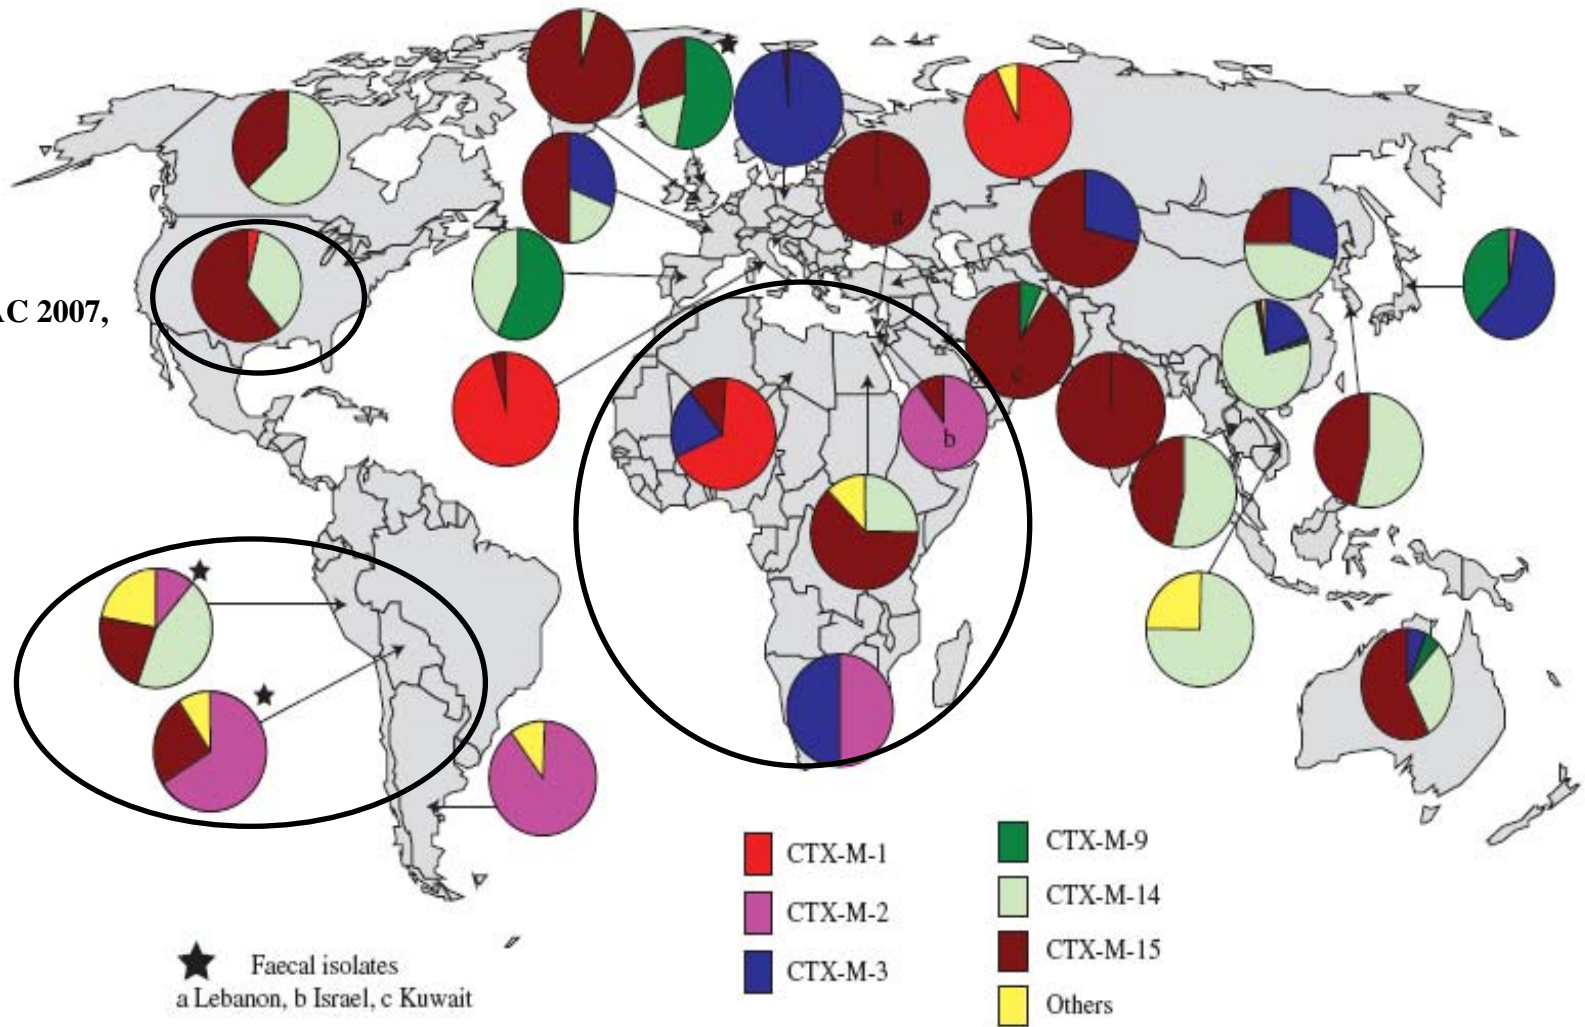 AC 2007,
a
c
b
CTX-M-1
CTX-M-2
CTX-M-3
CTX-M-9
CTX-M-14
CTX-M-15
Others
Faecal isolates
a Lebanon, b Israel, c Kuwait